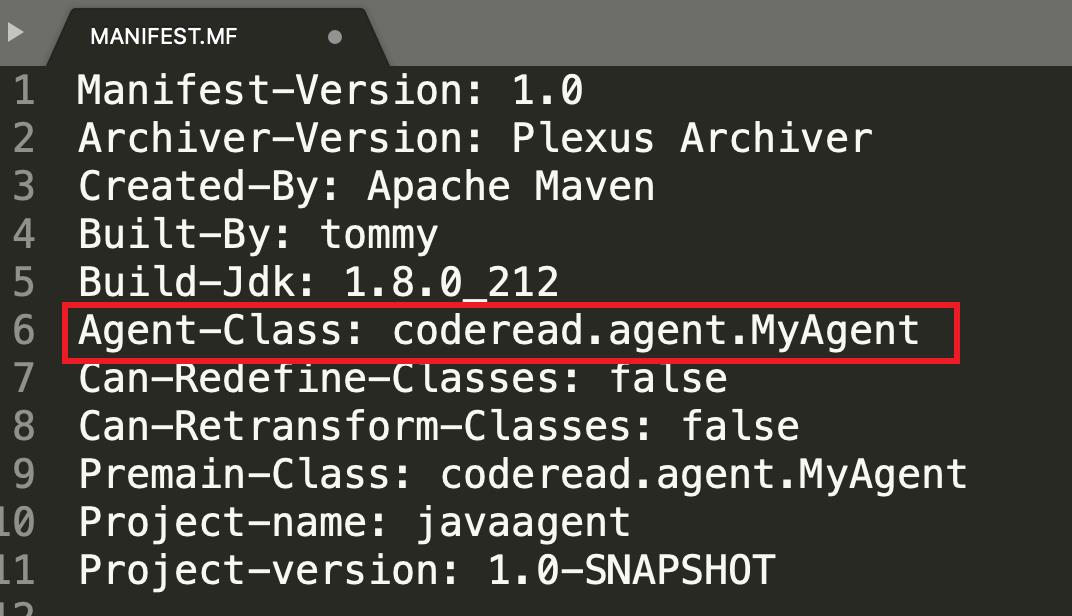 MANIFEST.MF
1 Manifest-Version: 1.0
2 Archiver-Version: Plexus Archiver
3 Created-By: Apache Maven
4 Built-By: tommy
5 Build-Jdk: 1.8.0_212
6 Agent-Class: coderead.agent.MyAgent
7 Can-Redefine-Classes: false
8 Can-Retransform-Classes: false
9 Premain-Class: coderead.agent.MyAgent
10 Project-name: javaagent
11 Project-version: 1.0-SNAPSHOT
12